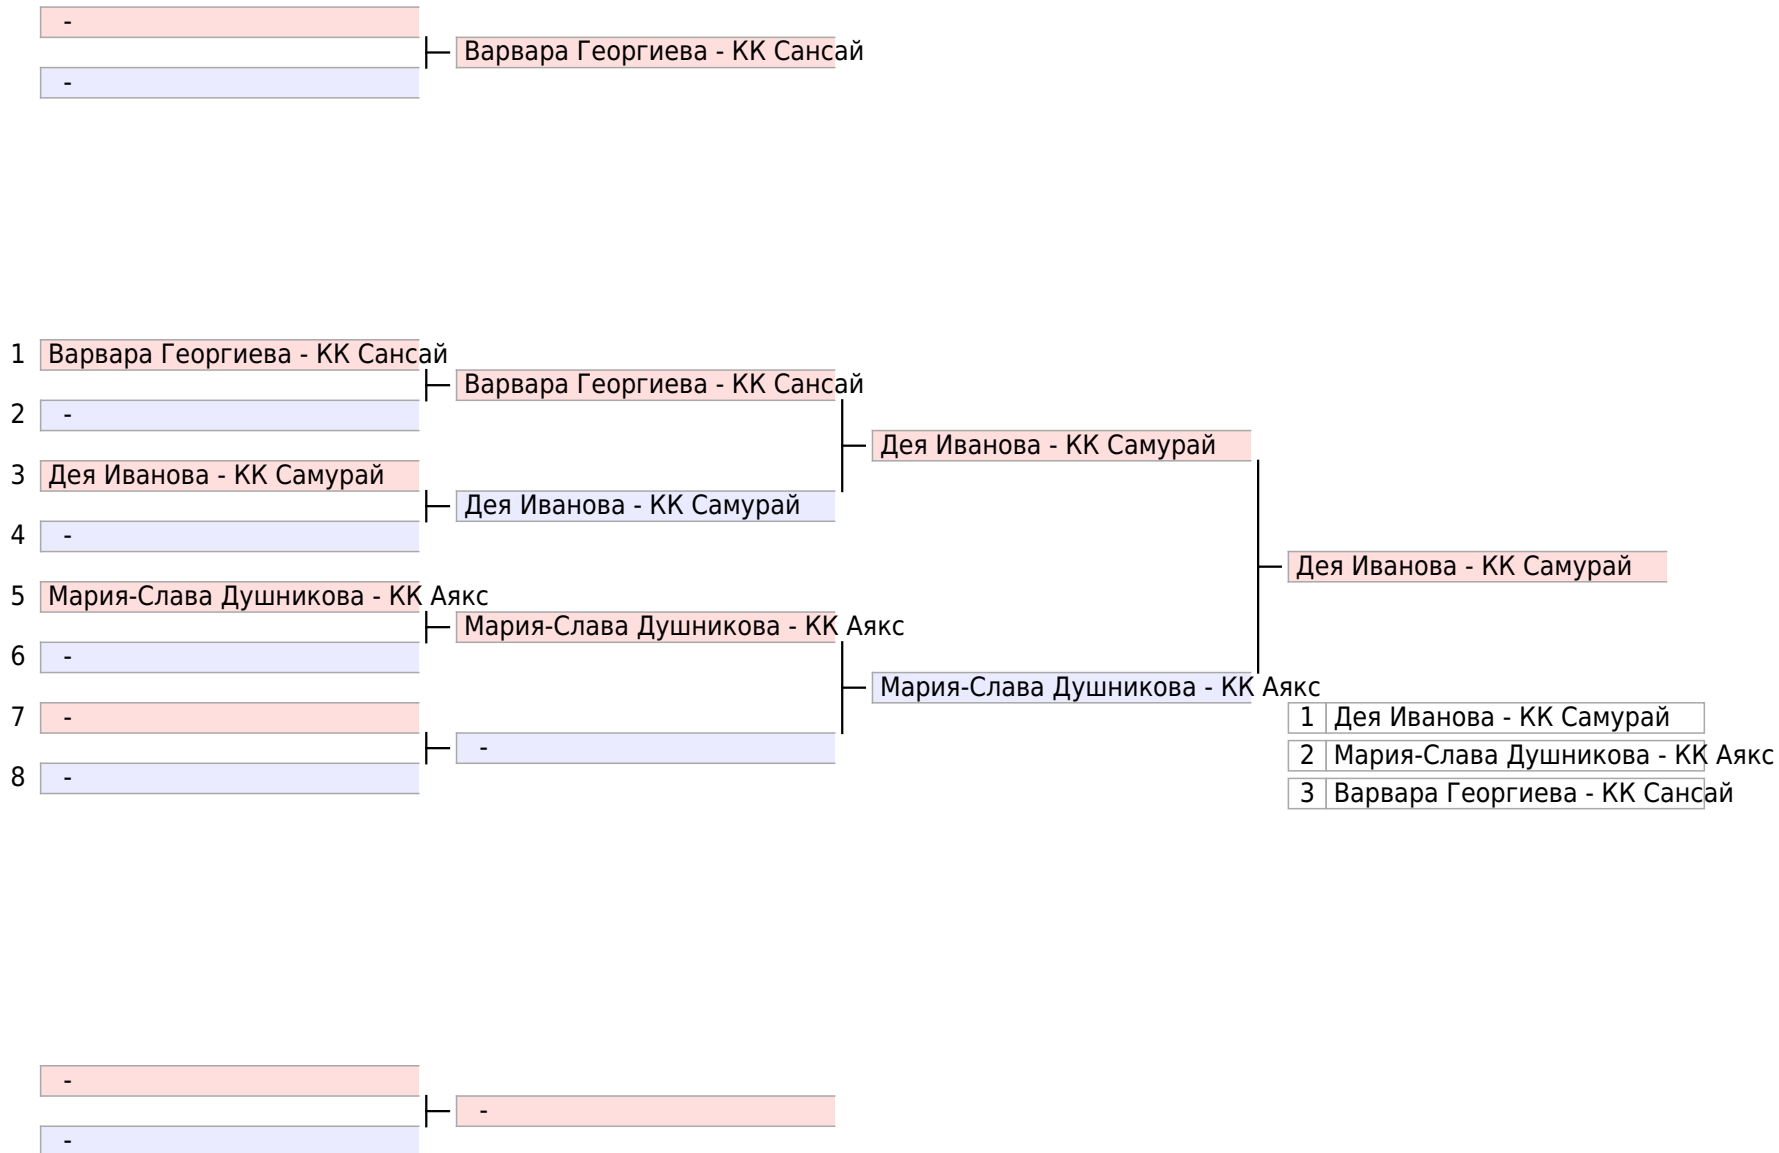 -
Варвара Георгиева - КК Сансай
-
1 Варвара Георгиева - КК Сансай
Варвара Георгиева - КК Сансай
2 -
Дея Иванова - КК Самурай
3 Дея Иванова - КК Самурай
Дея Иванова - КК Самурай
4 -
Дея Иванова - КК Самурай
5 Мария-Слава Душникова - КК Аякс
Мария-Слава Душникова - КК Аякс
6 -
Мария-Слава Душникова - КК Аякс
7 -
1 Дея Иванова - КК Самурай
-
2 Мария-Слава Душникова - КК Аякс
8 -
3 Варвара Георгиева - КК Сансай
-
-
-